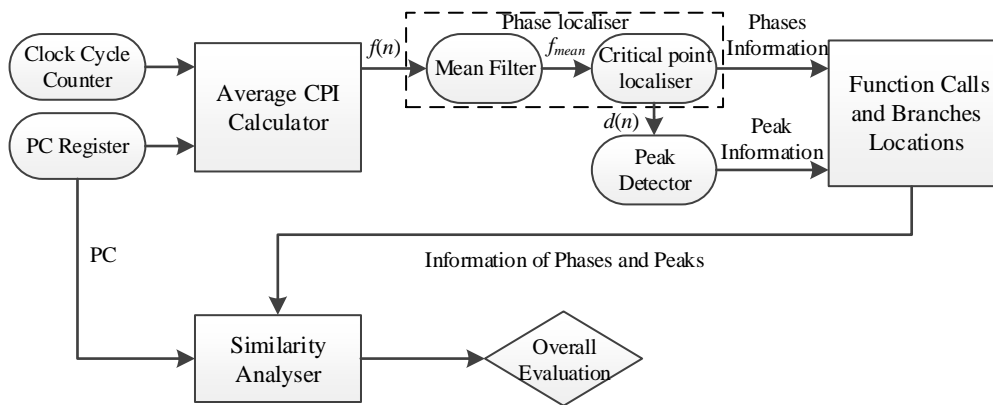 Clock Cycle
Counter
PC Register
Average CPI
Calculator
f(n)
Phase localiser
Mean Filter
f_mean
Critical point
localiser
Phases
Information
d(n)
Peak
Detector
Peak
Information
Function Calls
and Branches
Locations
PC
Information of Phases and Peaks
Similarity
Analyser
Overall
Evaluation